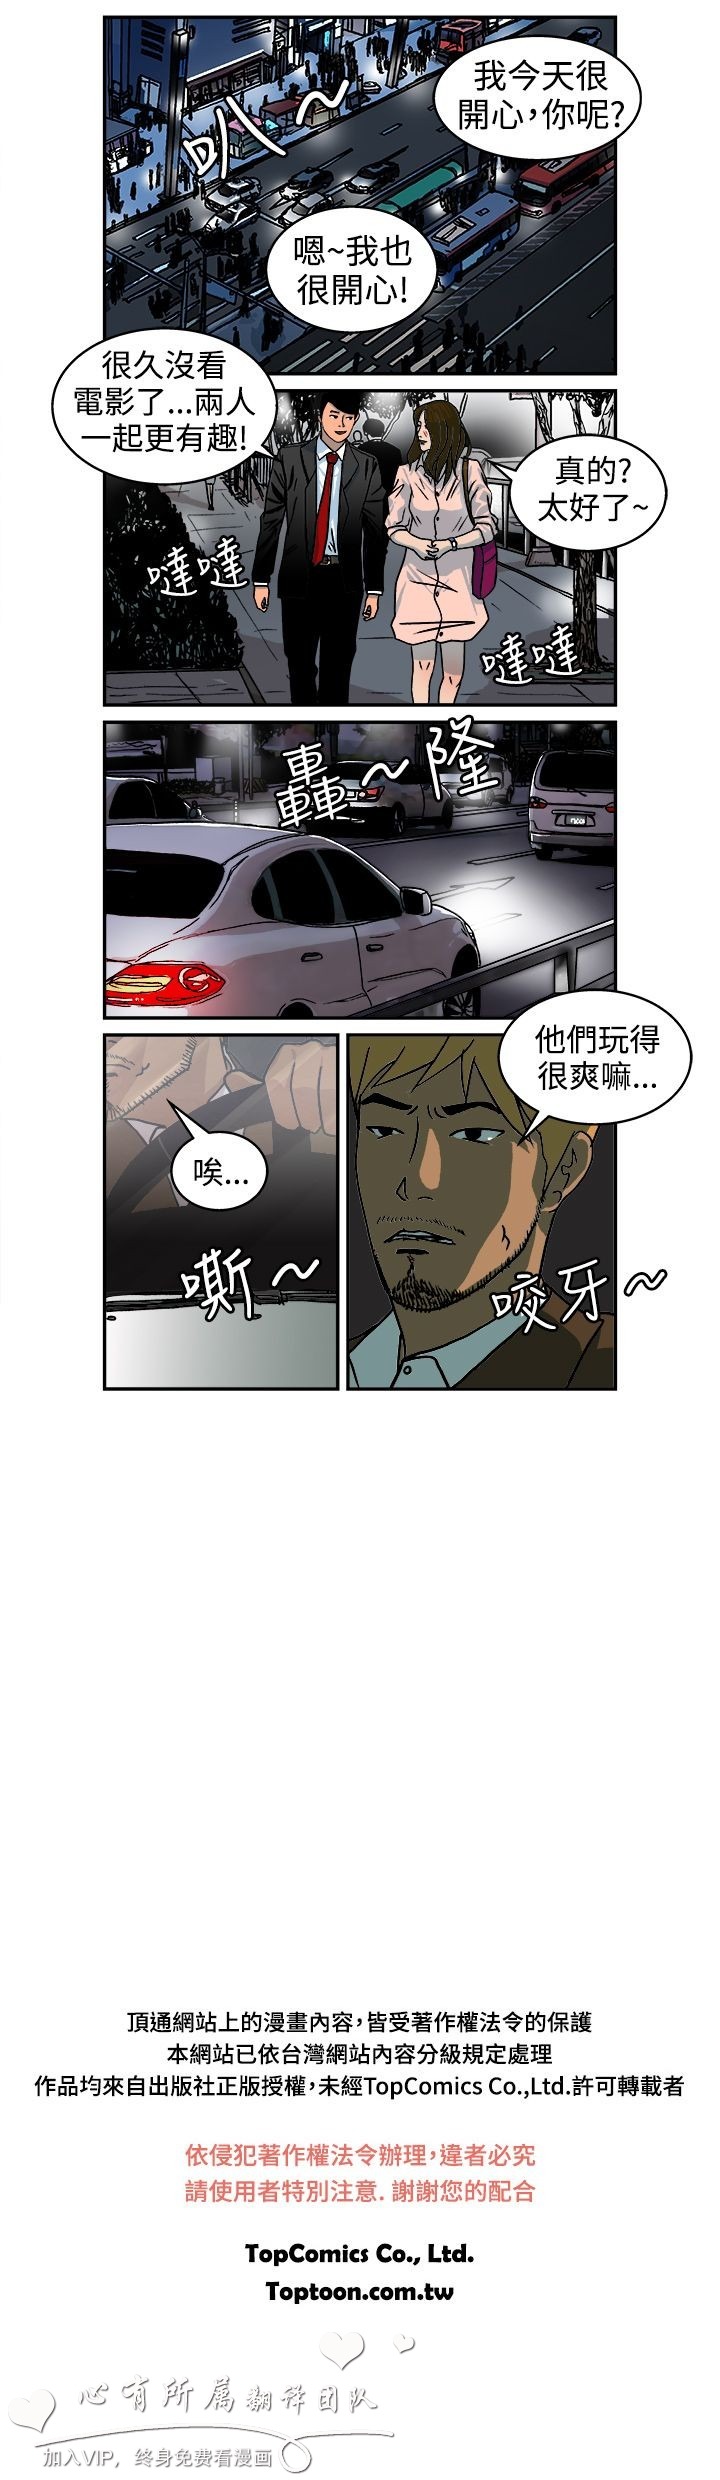 我今天很
開心，你呢？
叭～
嗯~我也
很開心！
很久沒看
電影了...兩人
一起更有趣！
真的？
太好了~
噠噠
噠噠
轟～隆
他們玩得
很爽嘛...
唉...
嘶～
咬牙～
頂通網站上的漫畫內容，皆受著作權法令的保護
本網站已依台灣網站內容分級規定處理
作品均來自出版社正版授權，未經TopComics Co.,Ltd.許可轉載者
依侵犯著作權法令辦理，違者必究
請使用者特別注意. 謝謝您的配合
TopComics Co., Ltd.
Toptoon.com.tw
心有所属翻译团队
加入VIP，终身免费看漫画